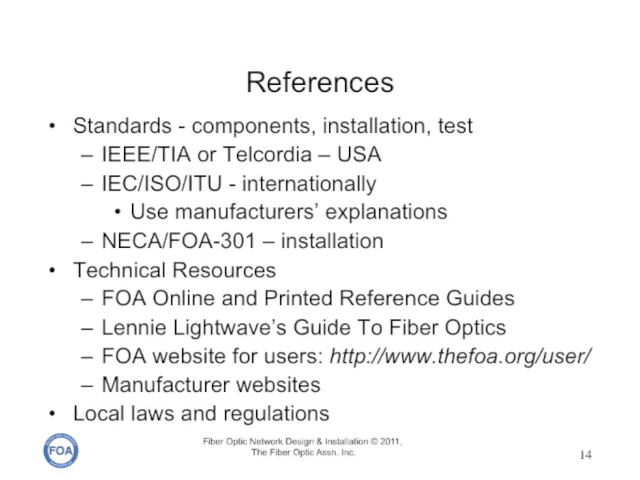 References
• Standards - components, installation, test
– IEEE/TIA or Telcordia – USA
– IEC/ISO/ITU - internationally
• Use manufacturers’ explanations
– NECA/FOA-301 – installation
• Technical Resources
– FOA Online and Printed Reference Guides
– Lennie Lightwave’s Guide To Fiber Optics
– FOA website for users: http://www.thefoa.org/user/
– Manufacturer websites
• Local laws and regulations
FOA
Fiber Optic Network Design & Installation © 2011,
The Fiber Optic Assn. Inc.
14